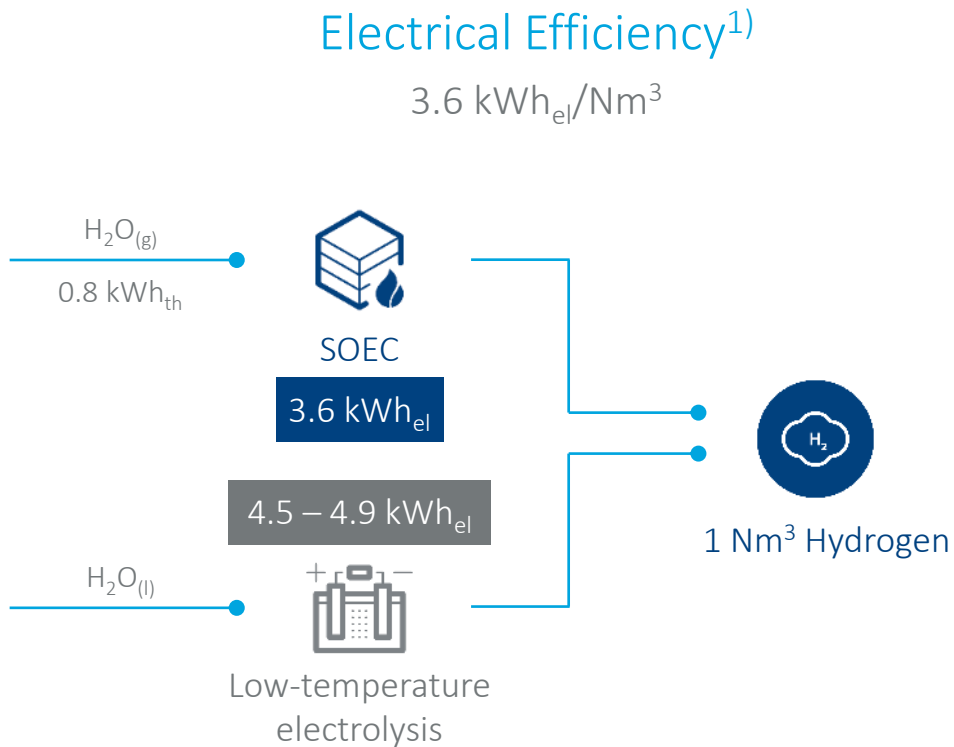 Electrical Efficiency¹⁾
3.6 kWhₑₗ/Nm³
H₂O₍g₎
0.8 kWhₜₕ
SOEC
3.6 kWhₑₗ
4.5 – 4.9 kWhₑₗ
H₂
1 Nm³ Hydrogen
H₂O₍ₗ₎
+ –
Low-temperature
electrolysis